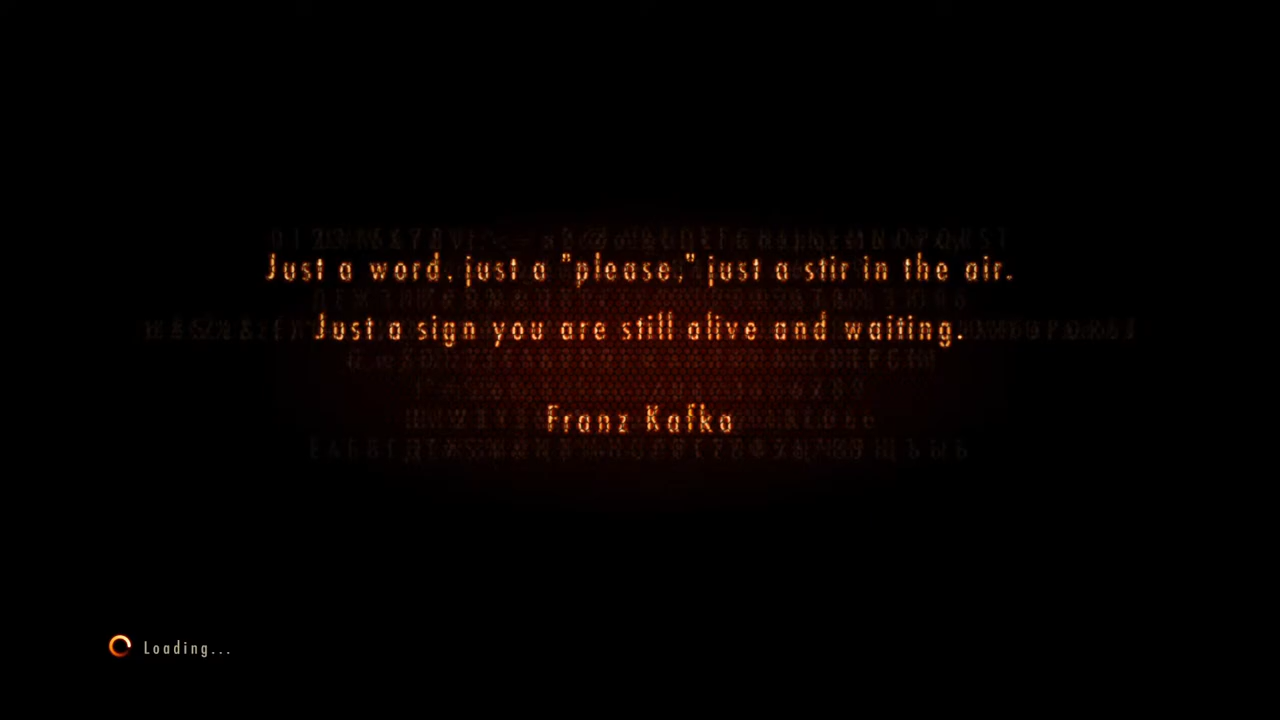 Just a word, just a "please," just a stir in the air.
Just a sign you are still alive and waiting.
Franz Kafka
Loading...